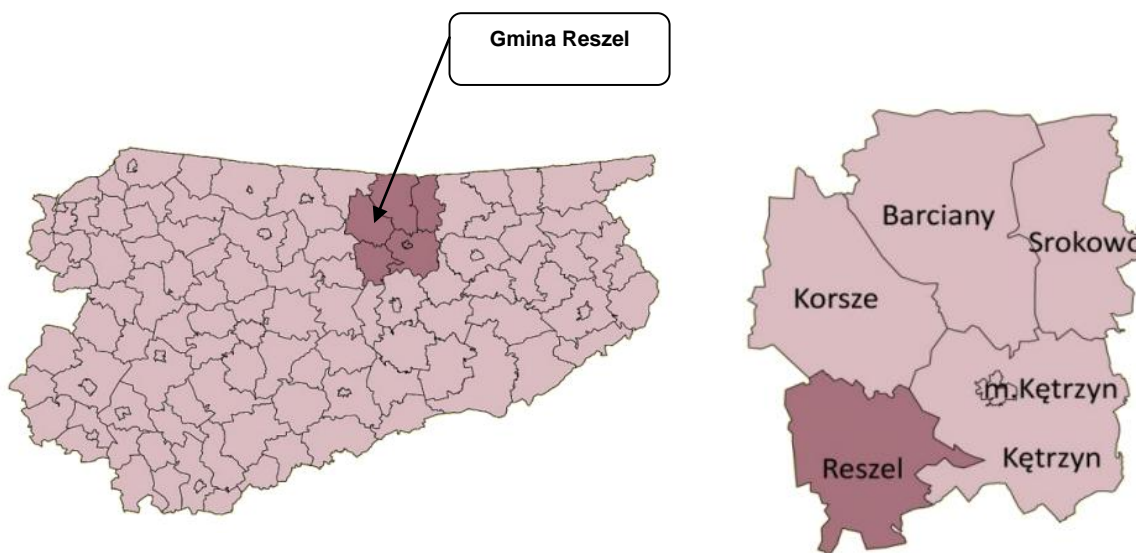 Gmina Reszel
Barciany
Srokowo
Korsze
m.Kętrzyn
Reszel
Kętrzyn